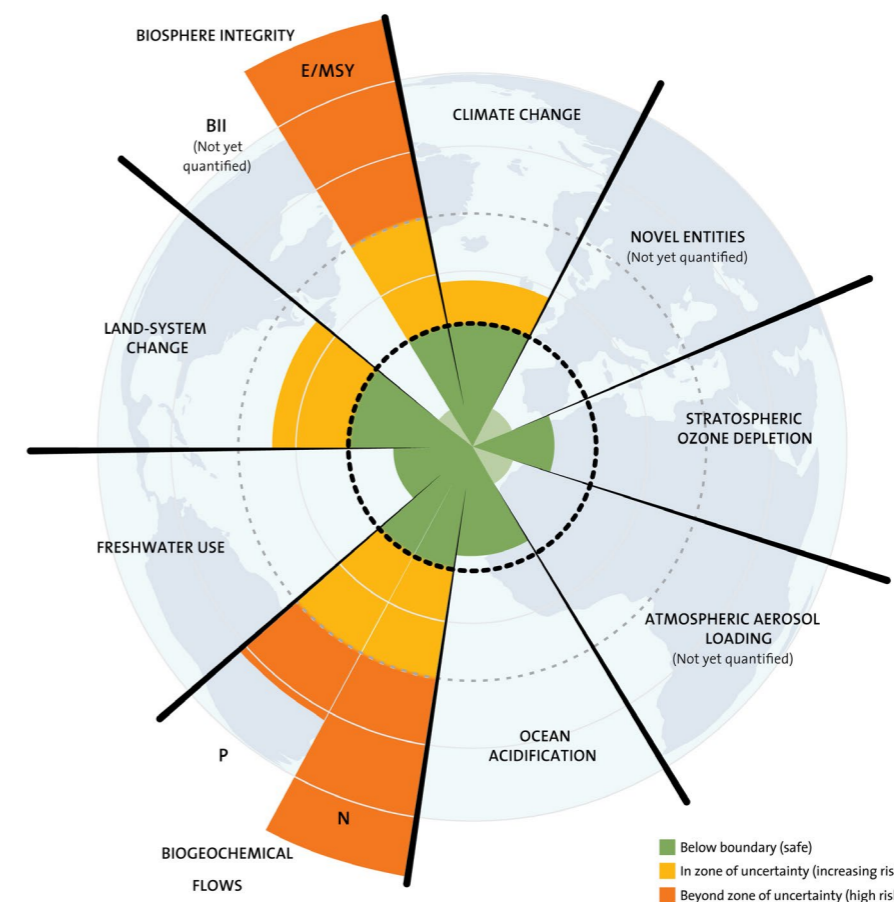 BIOSPHERE INTEGRITY
E/MSY
CLIMATE CHANGE
BII
(Not yet
quantified)
NOVEL ENTITIES
(Not yet quantified)
LAND-SYSTEM
CHANGE
STRATOSPHERIC
OZONE DEPLETION
FRESHWATER USE
ATMOSPHERIC AEROSOL
LOADING
(Not yet quantified)
OCEAN
ACIDIFICATION
P
N
BIOGEOCHEMICAL
FLOWS
Below boundary (safe)
In zone of uncertainty (increasing ris
Beyond zone of uncertainty (high ris